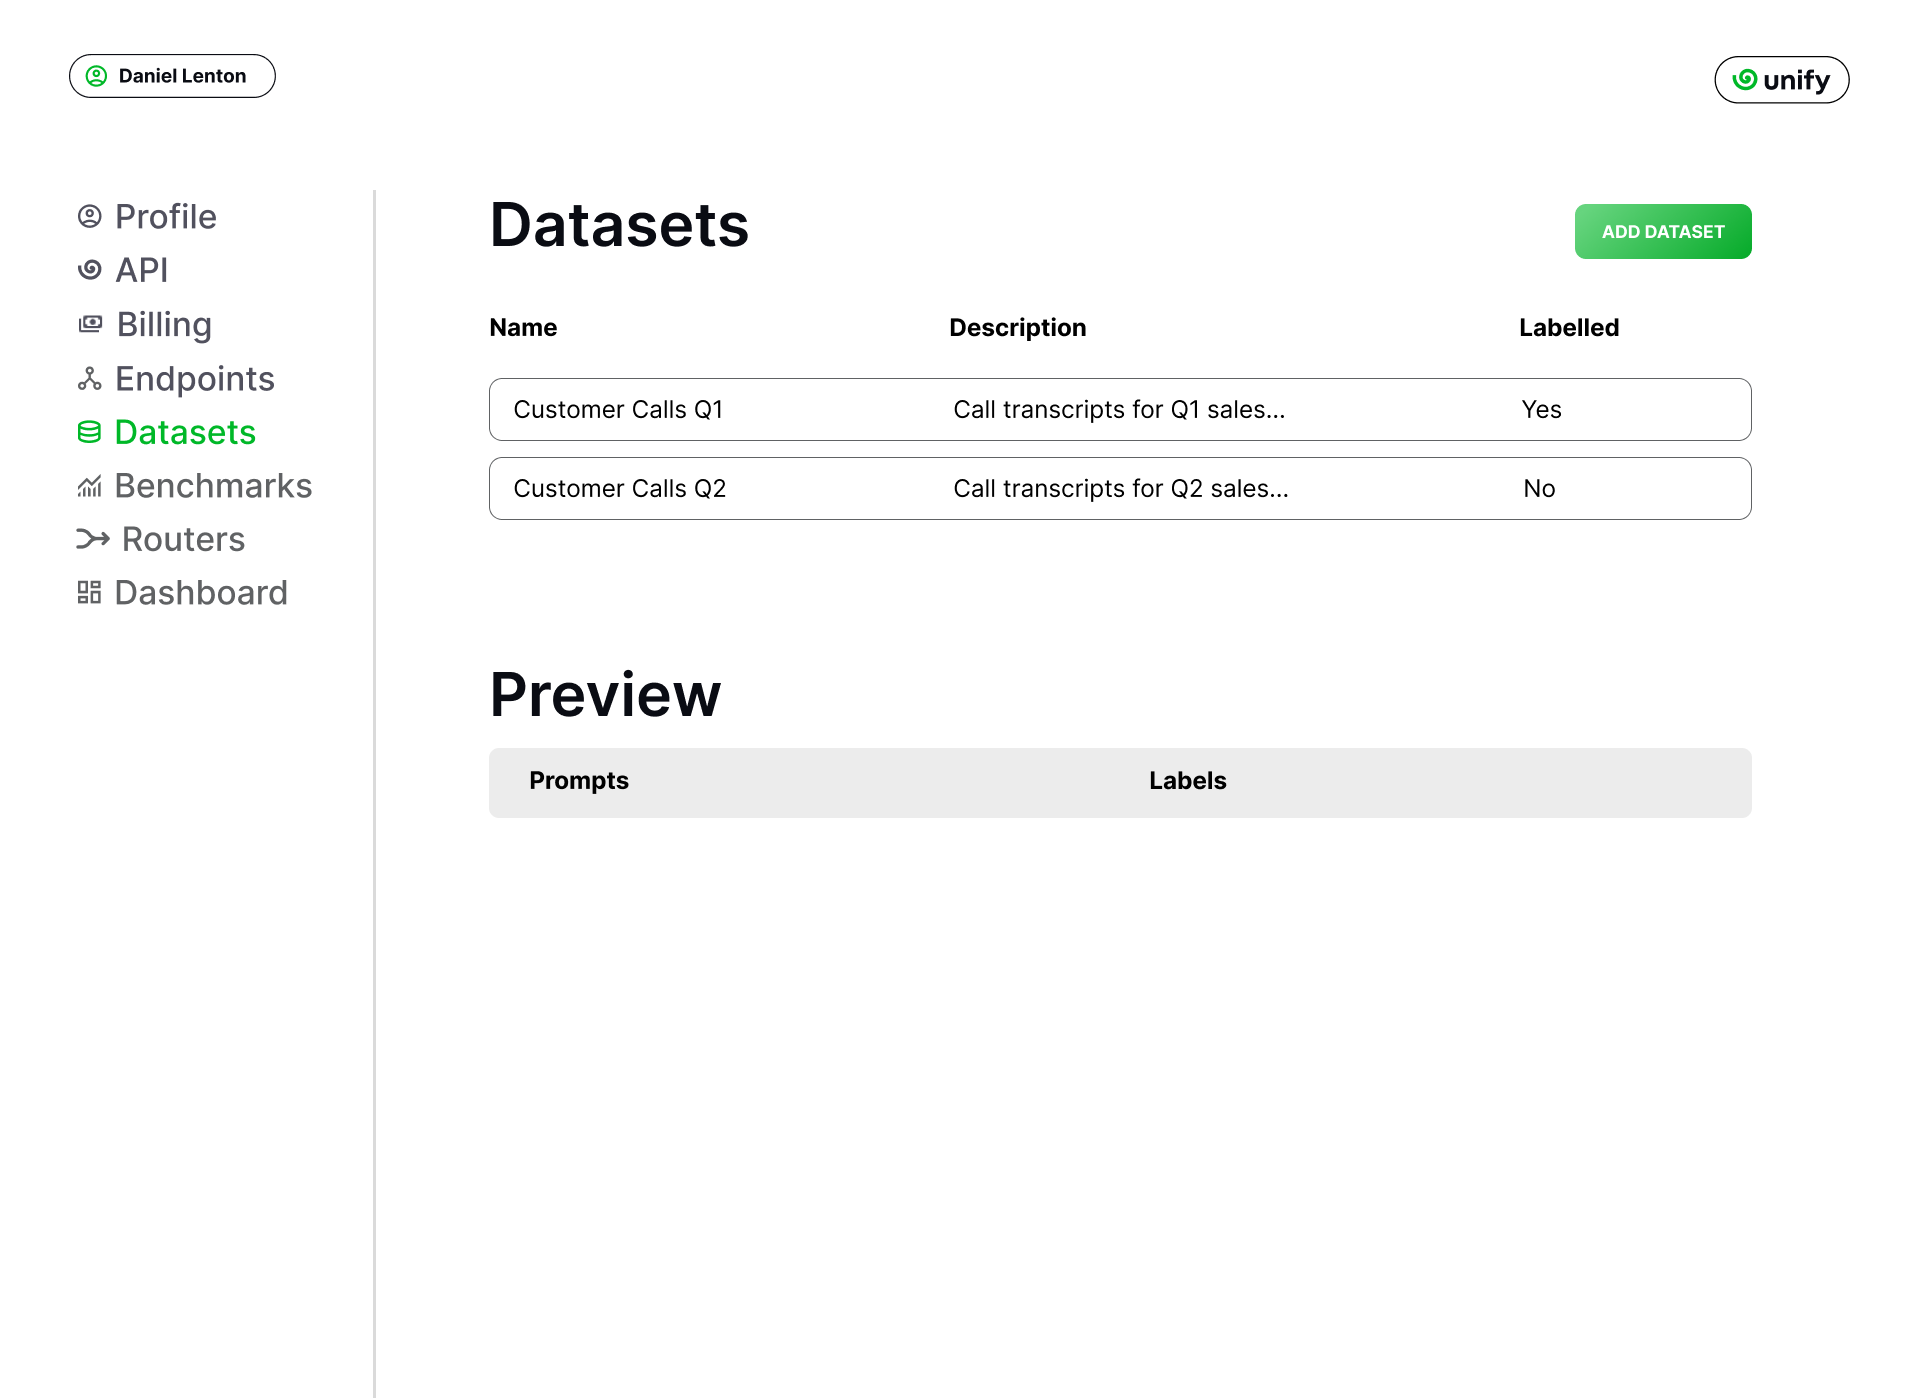 Daniel Lenton
unify
Profile
API
Billing
Endpoints
Datasets
Benchmarks
Routers
Dashboard
Datasets
ADD DATASET
Name Description Labelled
Customer Calls Q1 Call transcripts for Q1 sales... Yes
Customer Calls Q2 Call transcripts for Q2 sales... No
Preview
Prompts Labels